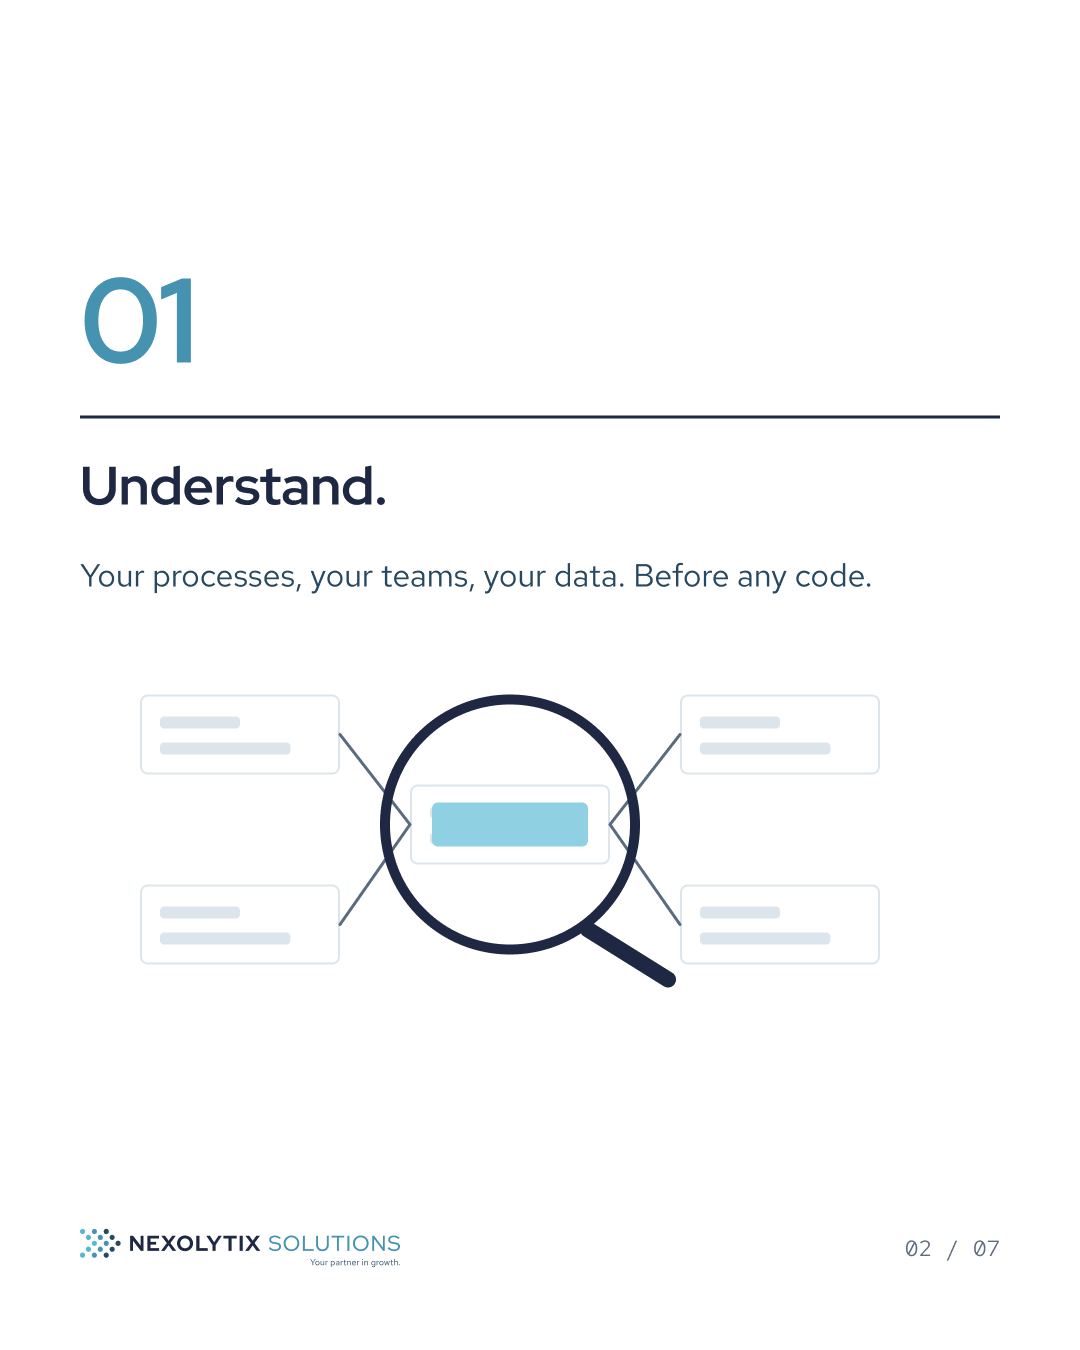 01
Understand.
Your processes, your teams, your data. Before any code.
NEXOLYTIX SOLUTIONS
Your partner in growth.
02 / 07